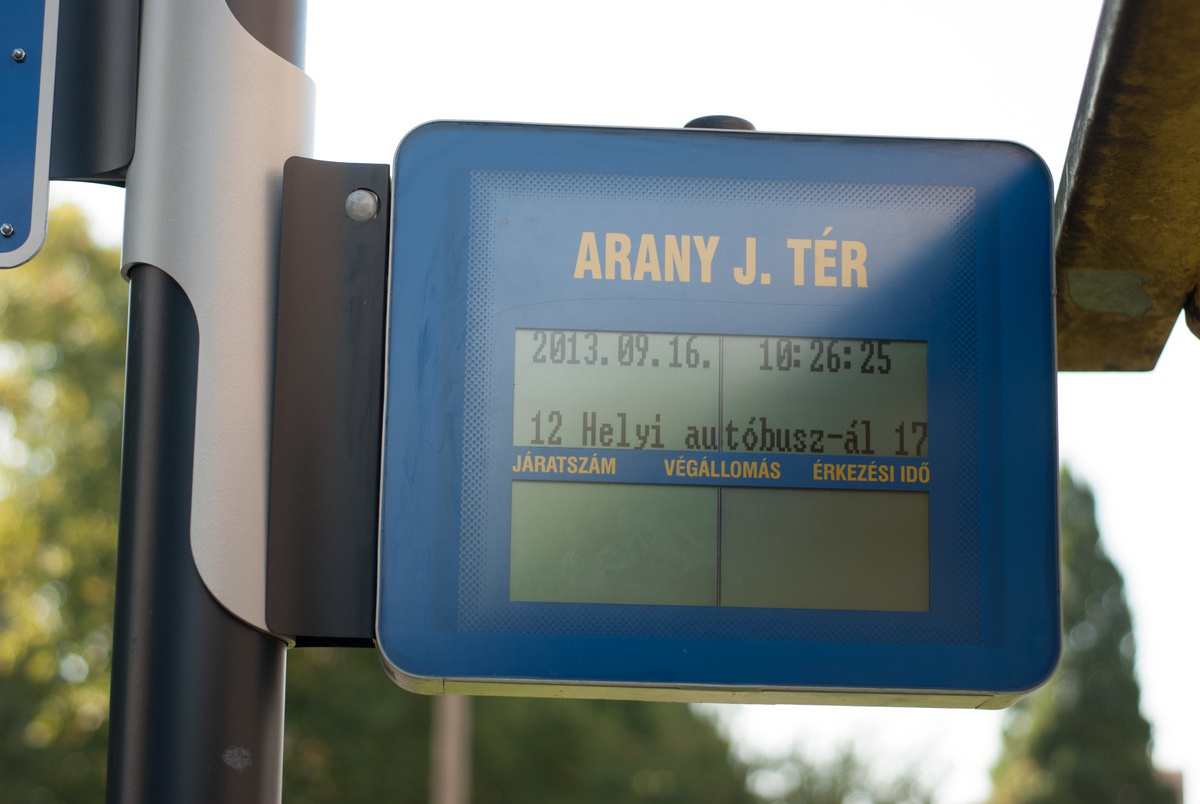 ARANY J. TÉR
2013.09.16. 10:26:25
12 Helyi autóbusz-ál 17
JÁRATSZÁM VÉGÁLLOMÁS ÉRKEZÉSI IDŐ